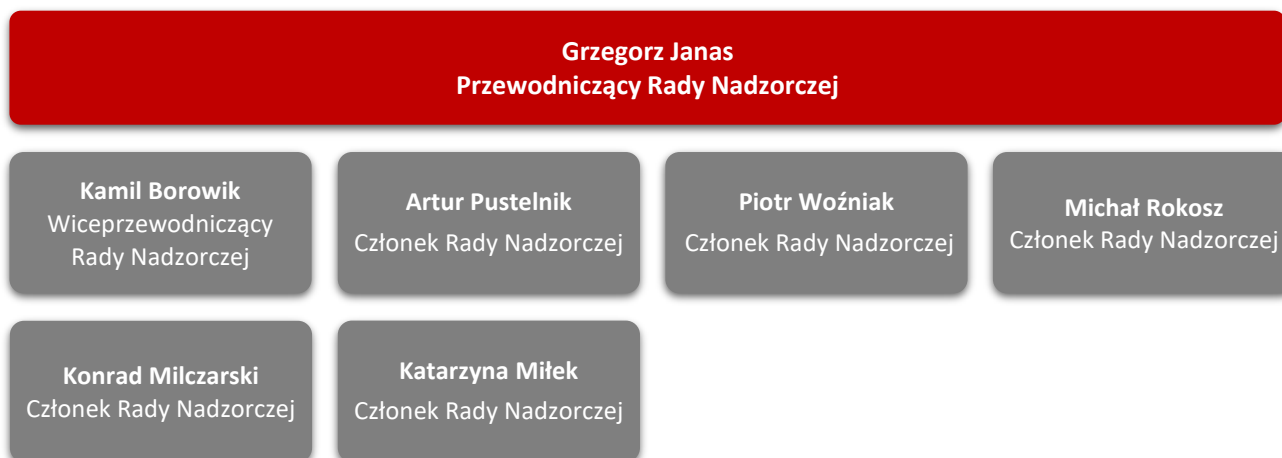 Grzegorz Janas
Przewodniczący Rady Nadzorczej
Kamil Borowik
Wiceprzewodniczący
Rady Nadzorczej
Artur Pustelnik
Członek Rady Nadzorczej
Piotr Woźniak
Członek Rady Nadzorczej
Michał Rokosz
Członek Rady Nadzorczej
Konrad Milczarski
Członek Rady Nadzorczej
Katarzyna Miłek
Członek Rady Nadzorczej